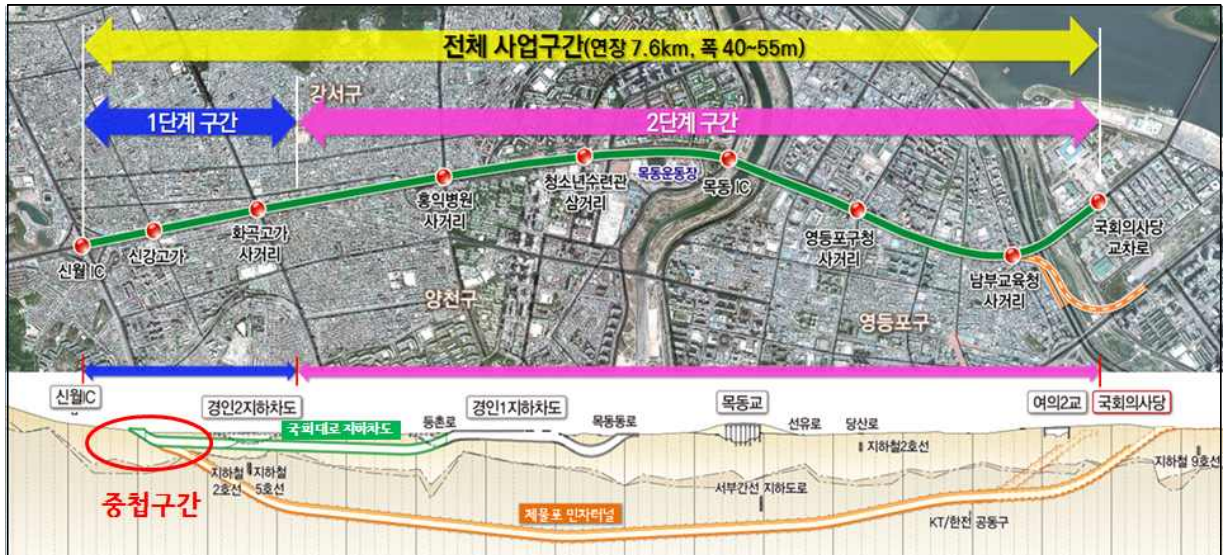 전체 사업구간(연장 7.6km, 폭 40~55m)
강서구
1단계 구간
2단계 구간
신월 IC
신강고가
화곡고가
사거리
홍익병원
사거리
청소년수련관
삼거리
목동운동장
목동 IC
영등포구청
사거리
남부교육청
사거리
국회의사당
교차로
양천구
영등포구
신월IC
경인2지하차도
국회대로 지하차도
등촌로
경인1지하차도
목동동로
목동교
선유로
당산로
여의2교
국회의사당
지하철
2호선
지하철
5호선
지하철2호선
지하철 9호선
중첩구간
서부간선 지하도로
제물포 민자터널
KT/한전 공동구